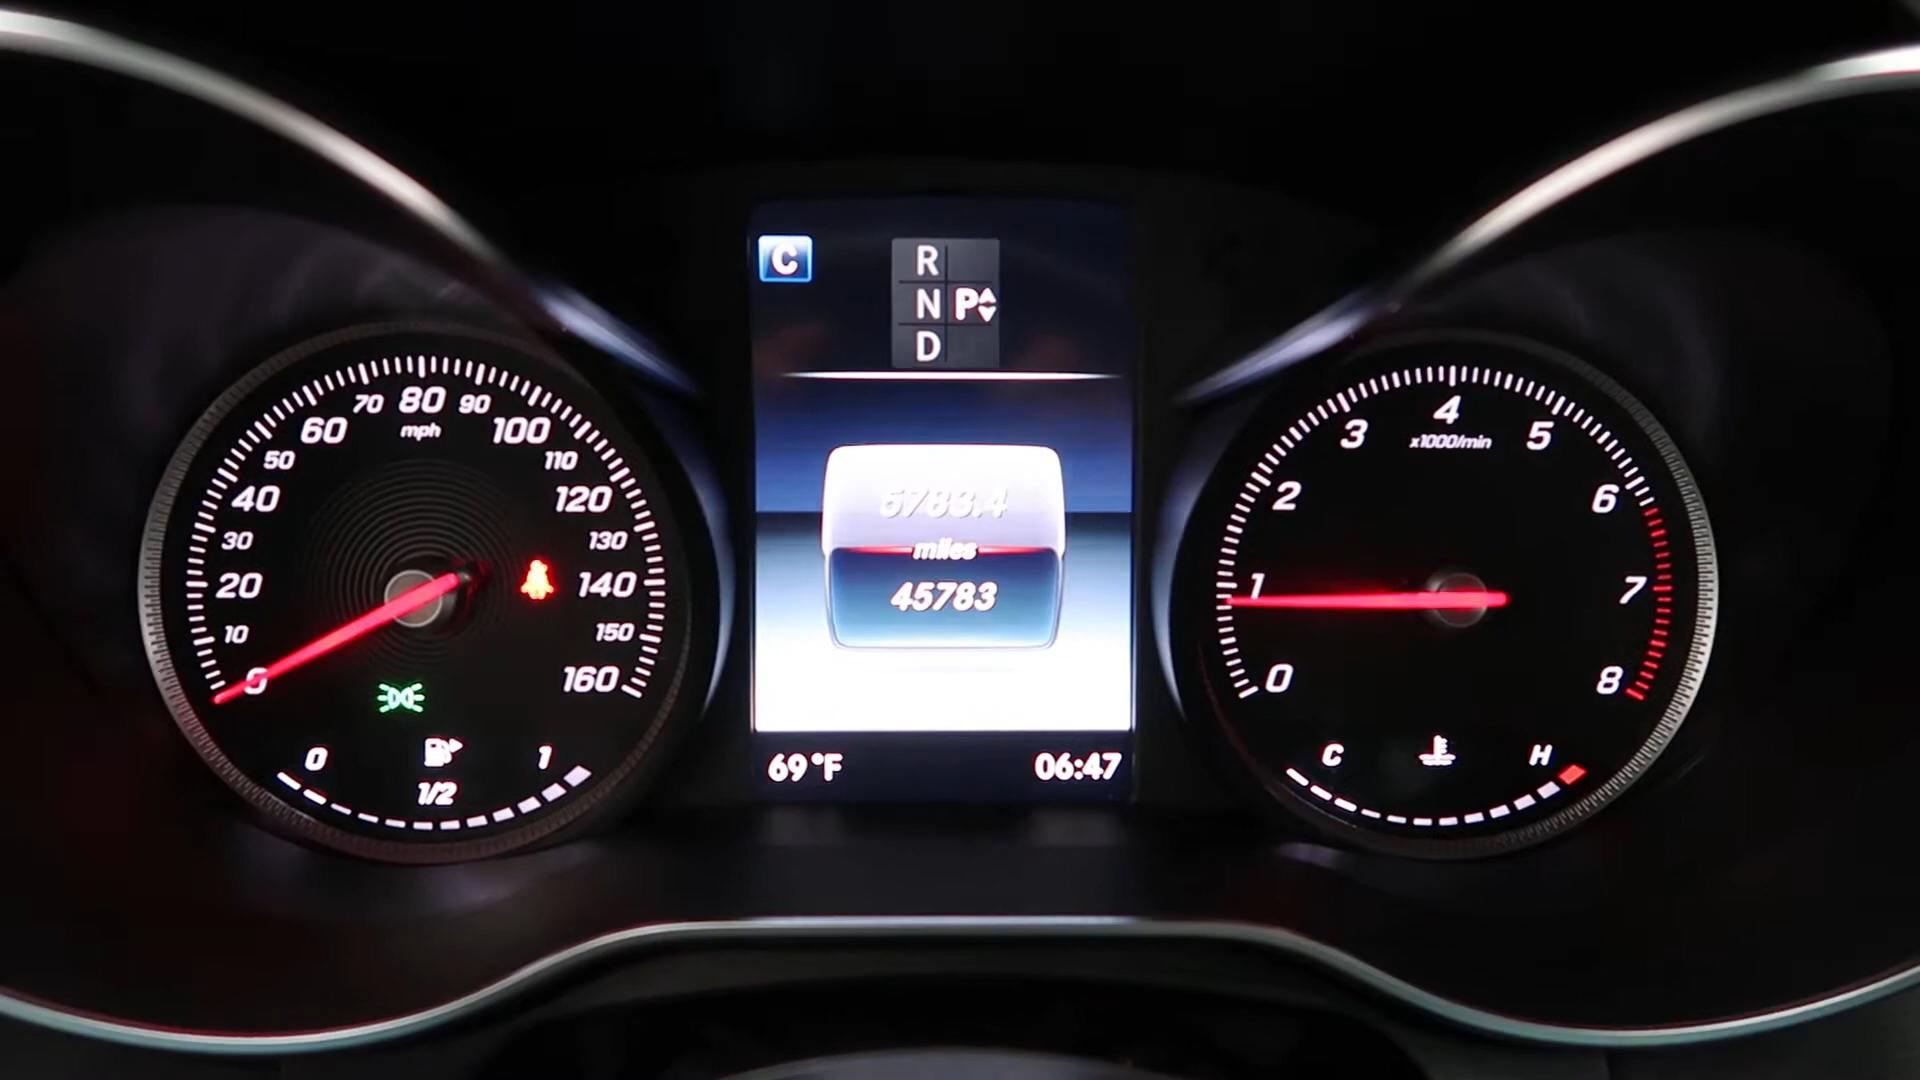 70 80 90
60 mph 100
50 110
40 120
30 130
20 140
10 150
0 160
0 1
1/2
C
R
N P
D
5783.4
miles
45783
69°F 06:47
4
3 x1000/min 5
2 6
1 7
0 8
C H